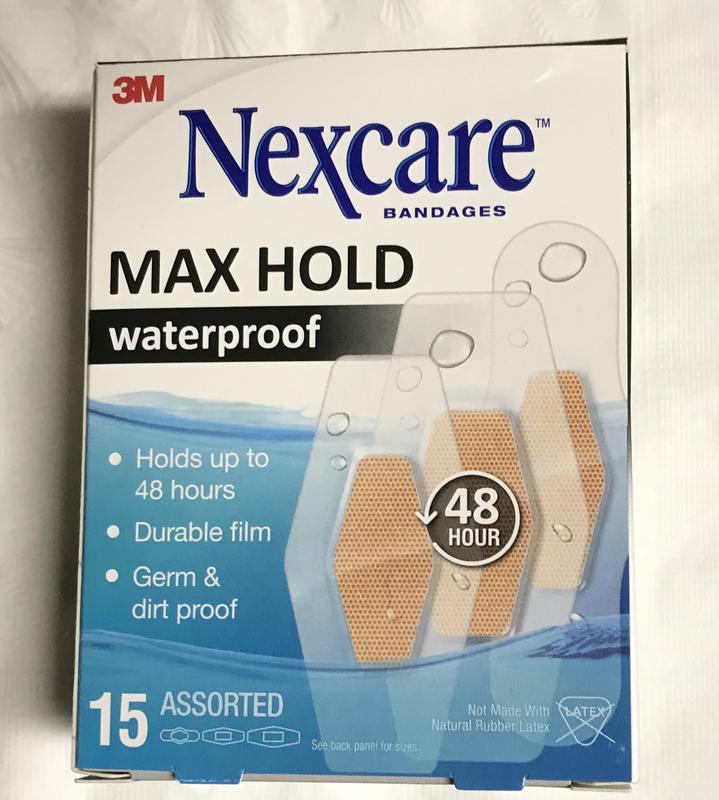 3M
Nexcare™
BANDAGES
MAX HOLD
waterproof
• Holds up to
48 hours
• Durable film
• Germ &
dirt proof
48
HOUR
15 ASSORTED
See back panel for sizes
Not Made With
Natural Rubber Latex
LATEX